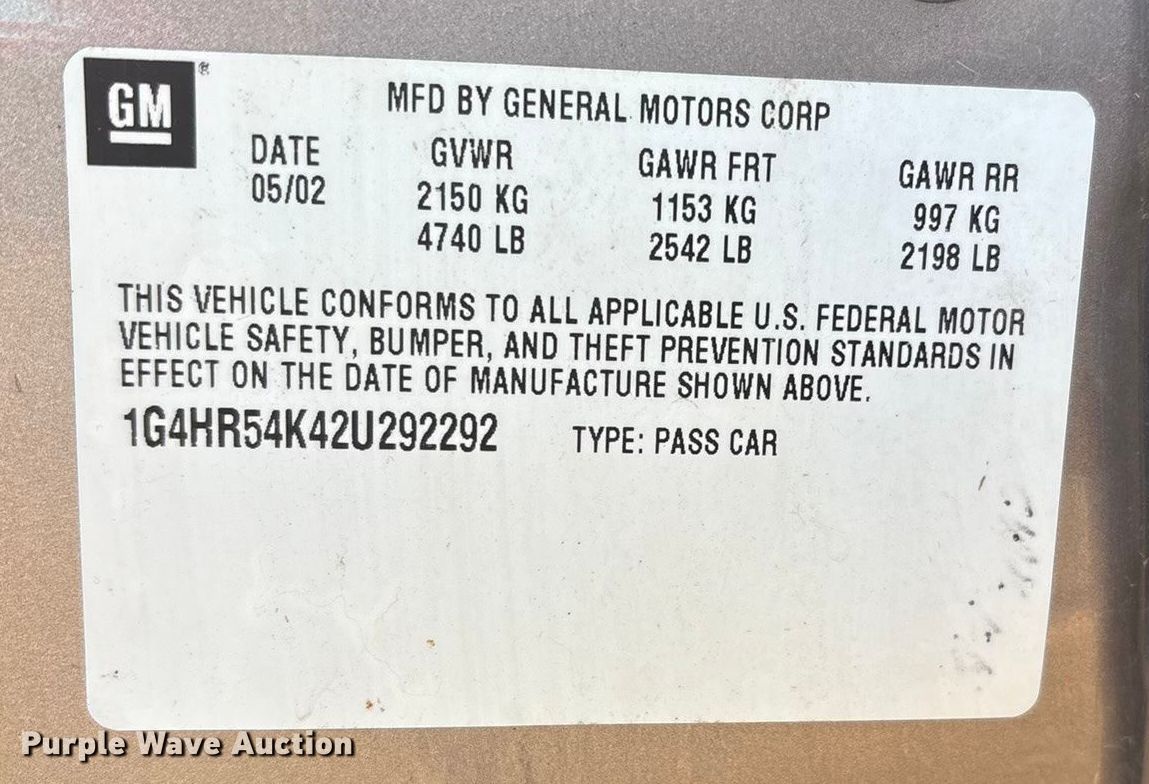 GM®
MFD BY GENERAL MOTORS CORP
DATE GVWR GAWR FRT GAWR RR
05/02 2150 KG 1153 KG 997 KG
4740 LB 2542 LB 2198 LB
THIS VEHICLE CONFORMS TO ALL APPLICABLE U.S. FEDERAL MOTOR
VEHICLE SAFETY, BUMPER, AND THEFT PREVENTION STANDARDS IN
EFFECT ON THE DATE OF MANUFACTURE SHOWN ABOVE.
1G4HR54K42U292292 TYPE: PASS CAR
Purple Wave Auction